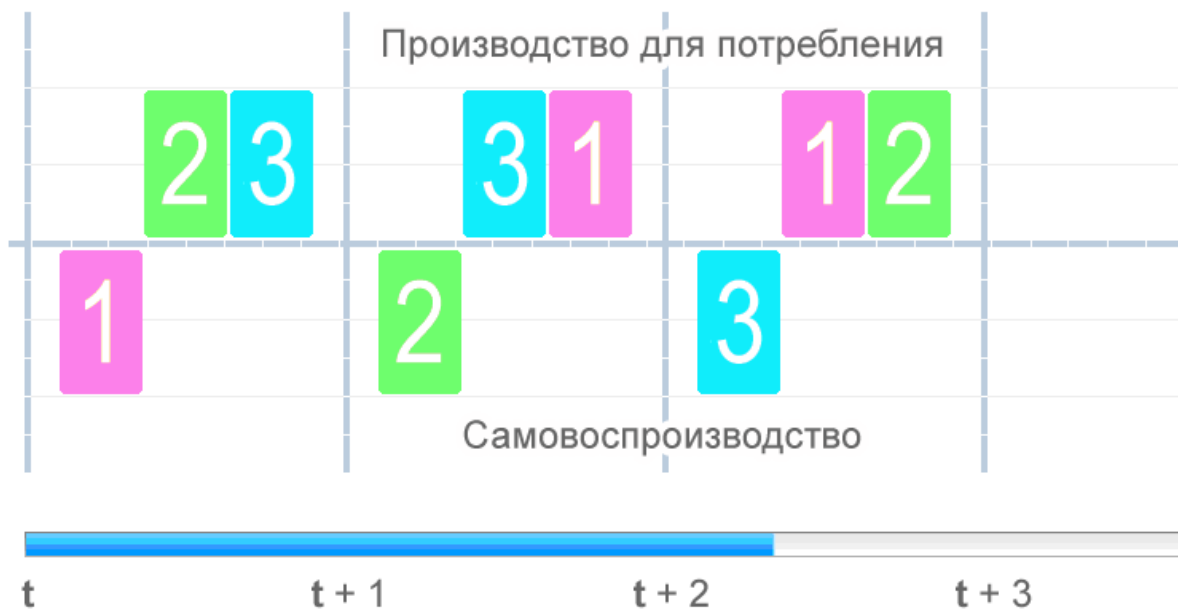 Производство для потребления
2 3 3 1 1 2
1 2 3
Самовоспроизводство
t t + 1 t + 2 t + 3